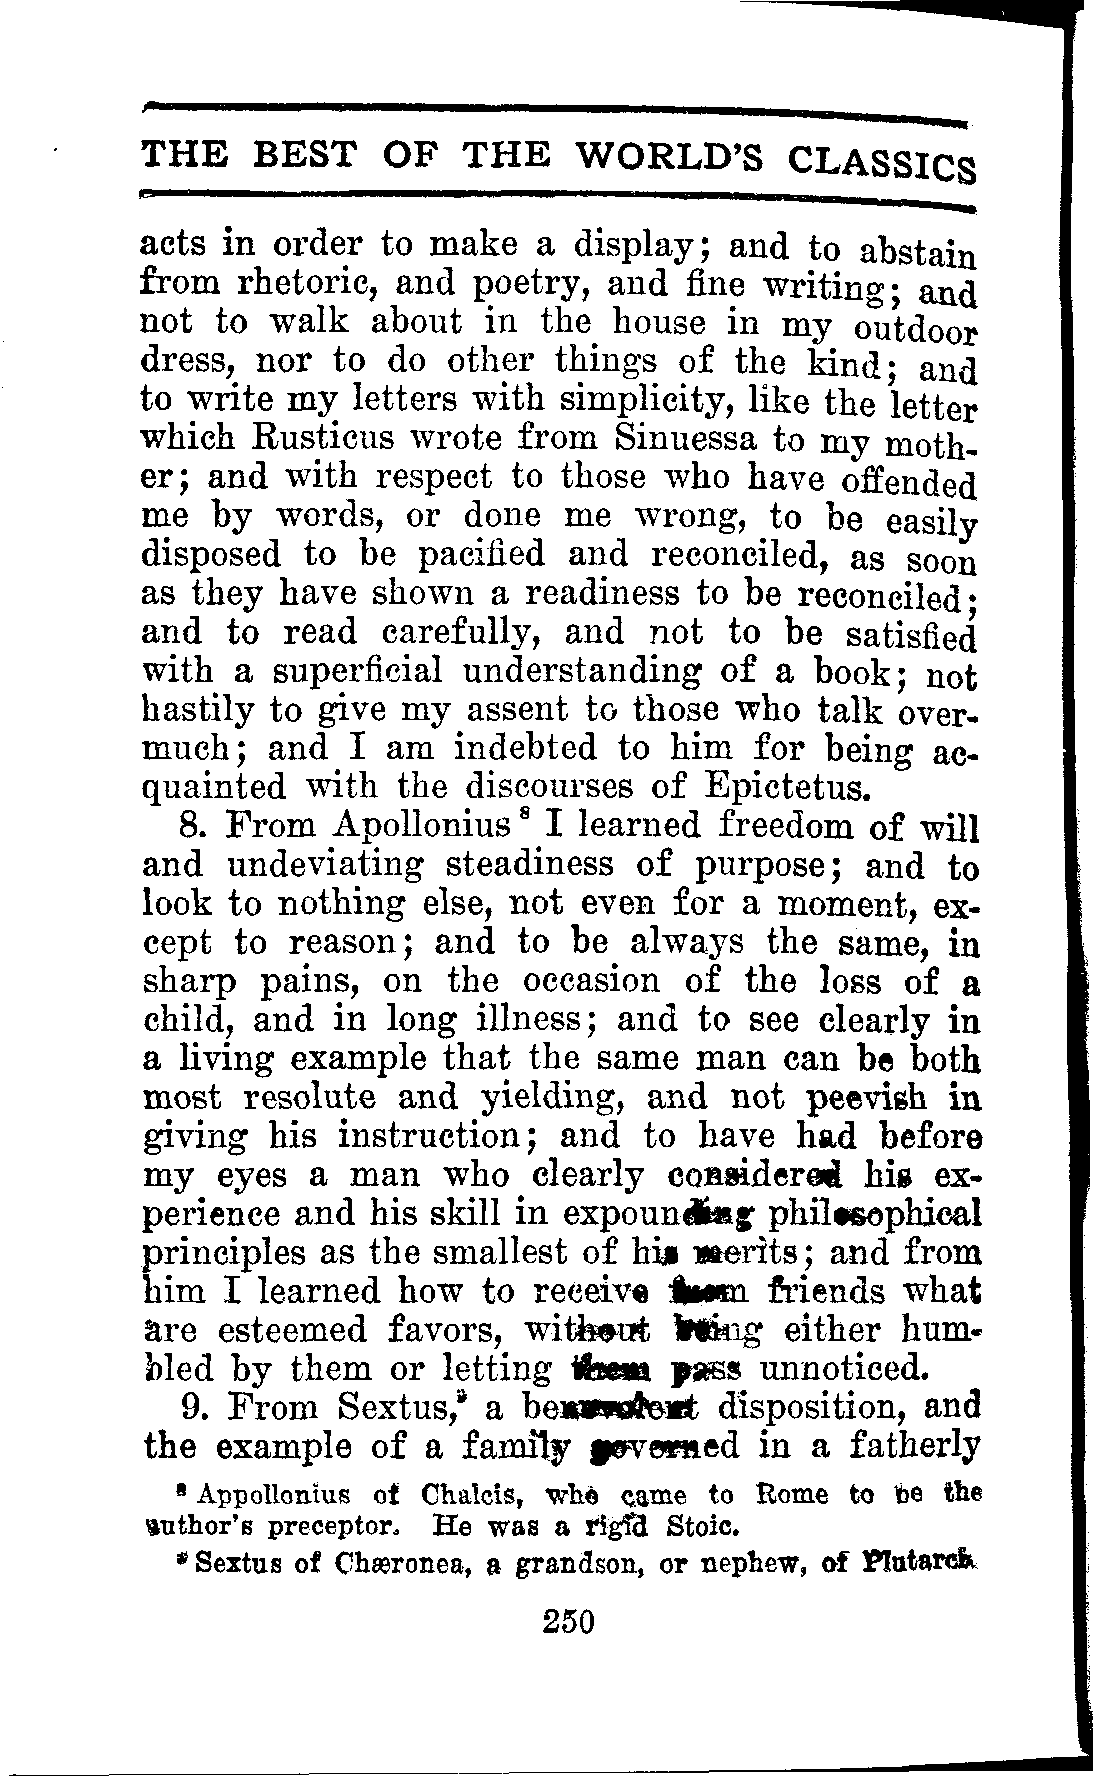 THE BEST OF THE WORLD'S CLASSICS
acts in order to make a display; and to abstain
from rhetoric, and poetry, and fine writing; and
not to walk about in the house in my outdoor
dress, nor to do other things of the kind; and
to write my letters with simplicity, like the letter
which Rusticus wrote from Sinuessa to my moth-
er; and with respect to those who have offended
me by words, or done me wrong, to be easily
disposed to be pacified and reconciled, as soon
as they have shown a readiness to be reconciled;
and to read carefully, and not to be satisfied
with a superficial understanding of a book; not
hastily to give my assent to those who talk over-
much; and I am indebted to him for being ac-
quainted with the discourses of Epictetus.
8. From Apollonius⁸ I learned freedom of will
and undeviating steadiness of purpose; and to
look to nothing else, not even for a moment, ex-
cept to reason; and to be always the same, in
sharp pains, on the occasion of the loss of a
child, and in long illness; and to see clearly in
a living example that the same man can be both
most resolute and yielding, and not peevish in
giving his instruction; and to have had before
my eyes a man who clearly considered his ex-
perience and his skill in expounding philosophical
principles as the smallest of his merits; and from
him I learned how to receive from friends what
are esteemed favors, without being either hum-
bled by them or letting them pass unnoticed.
9. From Sextus,⁹ a benevolent disposition, and
the example of a family governed in a fatherly
⁸ Appollonius of Chalcis, who came to Rome to be the
author's preceptor. He was a rigid Stoic.
⁹ Sextus of Chæronea, a grandson, or nephew, of Plutarch.
250